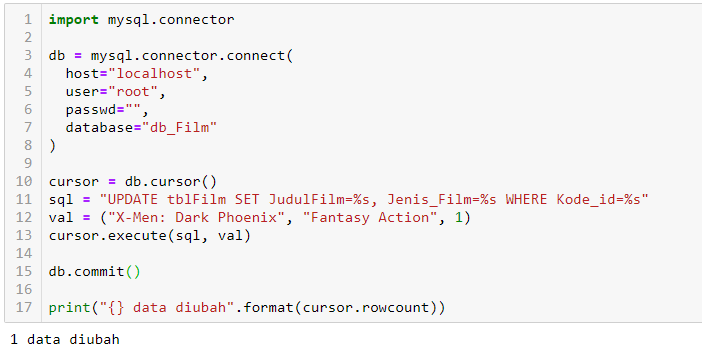 1 import mysql.connector
2
3 db = mysql.connector.connect(
4   host="localhost",
5   user="root",
6   passwd="",
7   database="db_Film"
8 )
9
10 cursor = db.cursor()
11 sql = "UPDATE tblFilm SET JudulFilm=%s, Jenis_Film=%s WHERE Kode_id=%s"
12 val = ("X-Men: Dark Phoenix", "Fantasy Action", 1)
13 cursor.execute(sql, val)
14
15 db.commit()
16
17 print("{} data diubah".format(cursor.rowcount))
1 data diubah